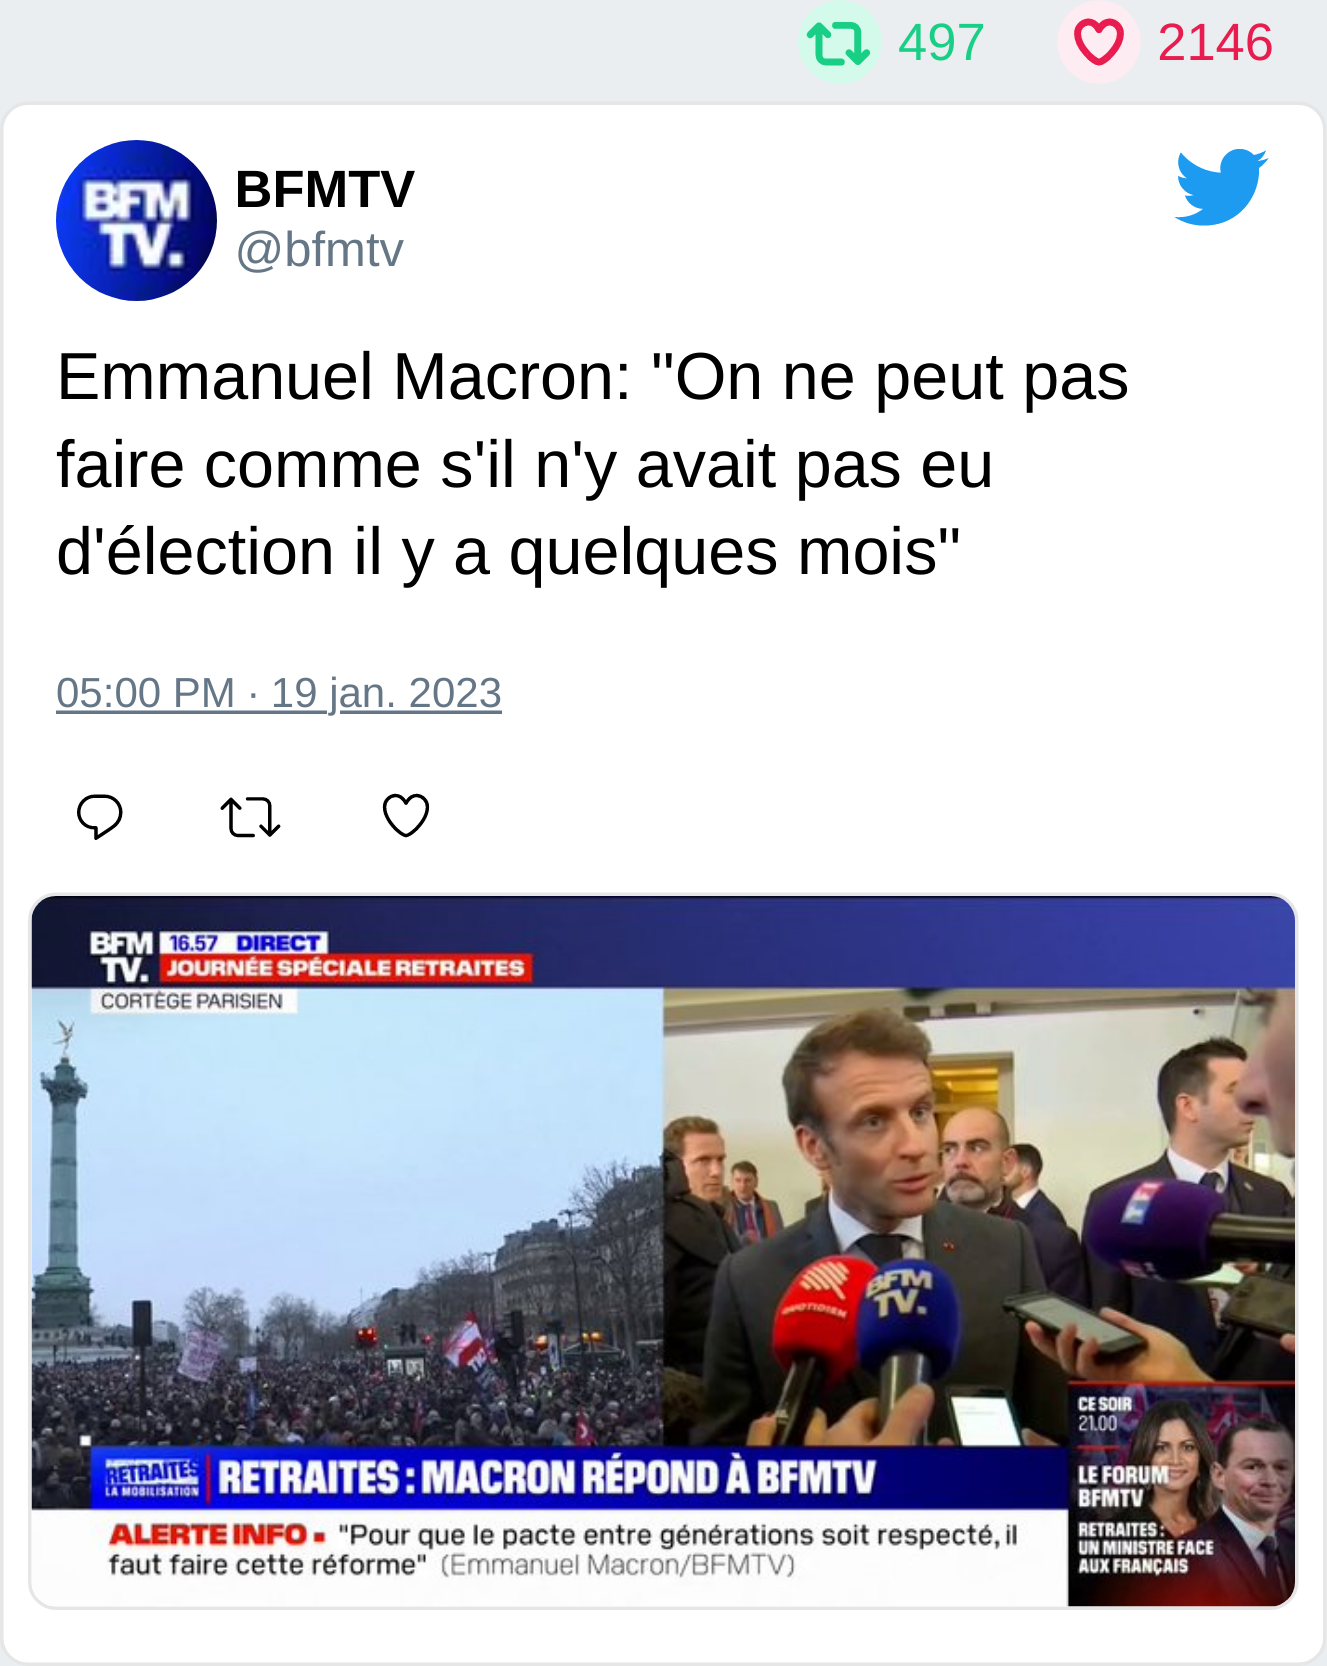 497 2146
BFM
TV.
BFMTV
@bfmtv
Emmanuel Macron: "On ne peut pas
faire comme s'il n'y avait pas eu
d'élection il y a quelques mois"
05:00 PM · 19 jan. 2023
BFM
TV.
16.57 DIRECT
JOURNÉE SPÉCIALE RETRAITES
CORTÈGE PARISIEN
QUOTIDIEN
BFM
TV.
CE SOIR
21.00
LE FORUM
BFMTV
RETRAITES :
UN MINISTRE FACE
AUX FRANÇAIS
RETRAITES
LA MOBILISATION
RETRAITES : MACRON RÉPOND À BFMTV
ALERTE INFO ▪ "Pour que le pacte entre générations soit respecté, il
faut faire cette réforme" (Emmanuel Macron/BFMTV)